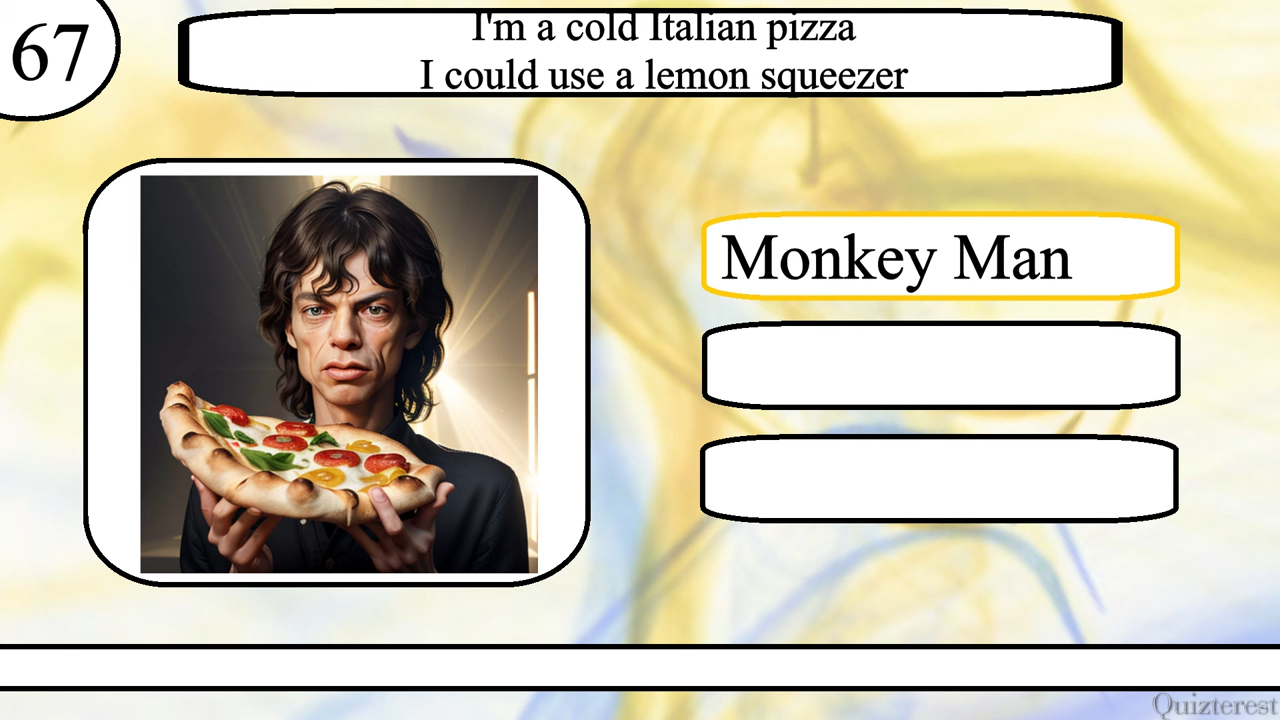 67
I'm a cold Italian pizza
I could use a lemon squeezer
Monkey Man
Quizterest